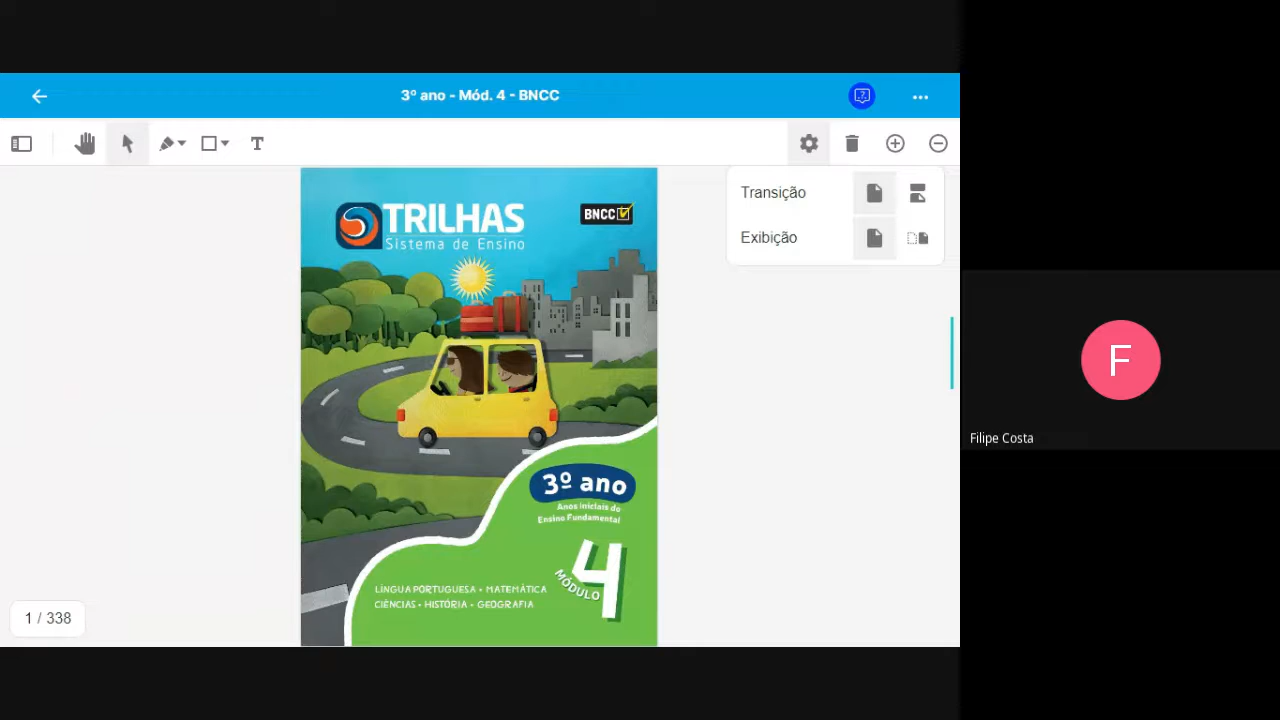 3º ano - Mód. 4 - BNCC
T
Transição
Exibição
TRILHAS
Sistema de Ensino
BNCC
3º ano
Anos Iniciais do
Ensino Fundamental
MÓDULO 4
LÍNGUA PORTUGUESA • MATEMÁTICA
CIÊNCIAS • HISTÓRIA • GEOGRAFIA
1 / 338
F
Filipe Costa